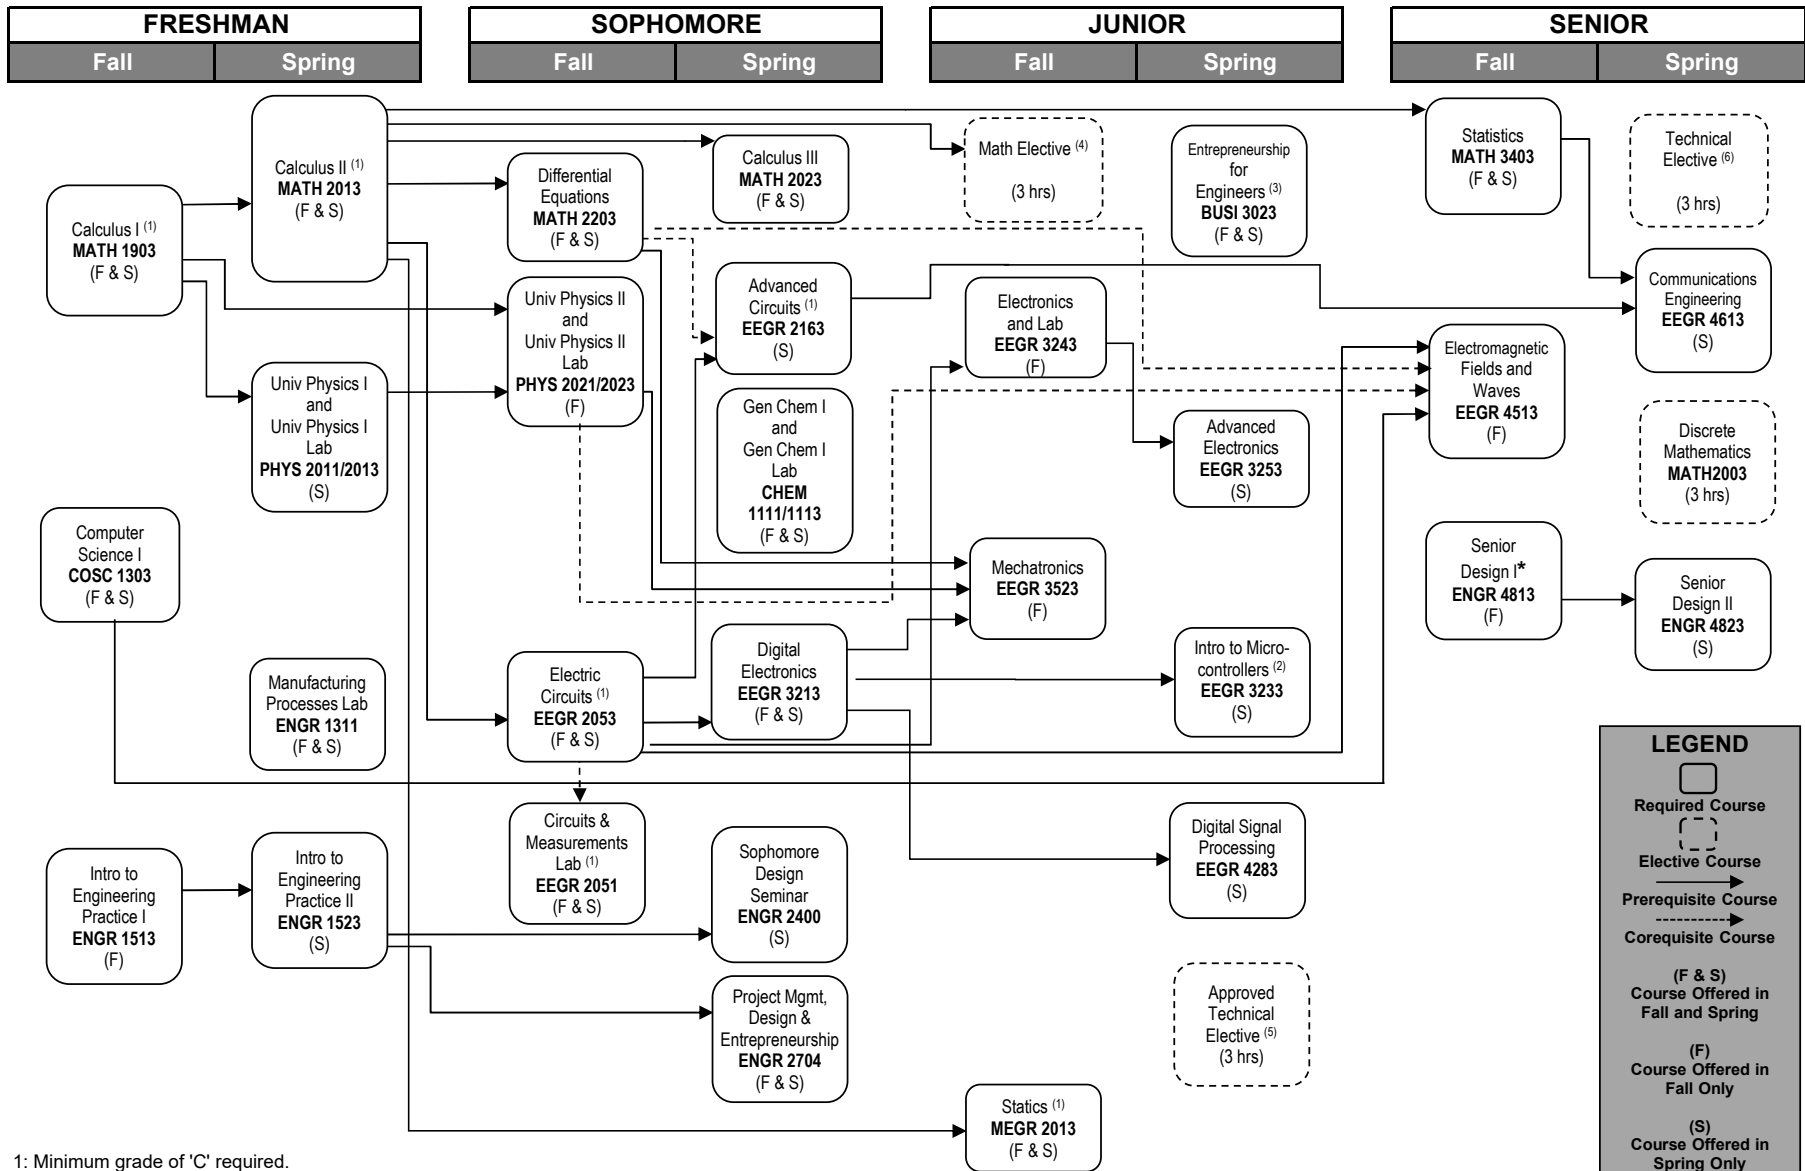 FRESHMAN
Fall
Spring
SOPHOMORE
Fall
Spring
JUNIOR
Fall
Spring
SENIOR
Fall
Spring
Calculus I (1)
MATH 1903
(F & S)
Computer
Science I
COSC 1303
(F & S)
Intro to
Engineering
Practice I
ENGR 1513
(F)
Calculus II (1)
MATH 2013
(F & S)
Univ Physics I
and
Univ Physics I
Lab
PHYS 2011/2013
(S)
Manufacturing
Processes Lab
ENGR 1311
(F & S)
Intro to
Engineering
Practice II
ENGR 1523
(S)
Differential
Equations
MATH 2203
(F & S)
Univ Physics II
and
Univ Physics II
Lab
PHYS 2021/2023
(F)
Electric
Circuits (1)
EEGR 2053
(F & S)
Circuits &
Measurements
Lab (1)
EEGR 2051
(F & S)
Calculus III
MATH 2023
(F & S)
Advanced
Circuits (1)
EEGR 2163
(S)
Gen Chem I
and
Gen Chem I
Lab
CHEM
1111/1113
(F & S)
Digital
Electronics
EEGR 3213
(F & S)
Sophomore
Design
Seminar
ENGR 2400
(S)
Project Mgmt,
Design &
Entrepreneurship
ENGR 2704
(F & S)
Math Elective (4)
(3 hrs)
Electronics
and Lab
EEGR 3243
(F)
Mechatronics
EEGR 3523
(F)
Statics (1)
MEGR 2013
(F & S)
Entrepreneurship
for
Engineers (3)
BUSI 3023
(F & S)
Advanced
Electronics
EEGR 3253
(S)
Intro to Micro-
controllers (2)
EEGR 3233
(S)
Digital Signal
Processing
EEGR 4283
(S)
Approved
Technical
Elective (5)
(3 hrs)
Statistics
MATH 3403
(F & S)
Electromagnetic
Fields and
Waves
EEGR 4513
(F)
Senior
Design I*
ENGR 4813
(F)
Technical
Elective (6)
(3 hrs)
Communications
Engineering
EEGR 4613
(S)
Discrete
Mathematics
MATH2003
(3 hrs)
Senior
Design II
ENGR 4823
(S)
LEGEND
Required Course
Elective Course
Prerequisite Course
Corequisite Course
(F & S)
Course Offered in
Fall and Spring
(F)
Course Offered in
Fall Only
(S)
Course Offered in
Spring Only
1: Minimum grade of 'C' required.